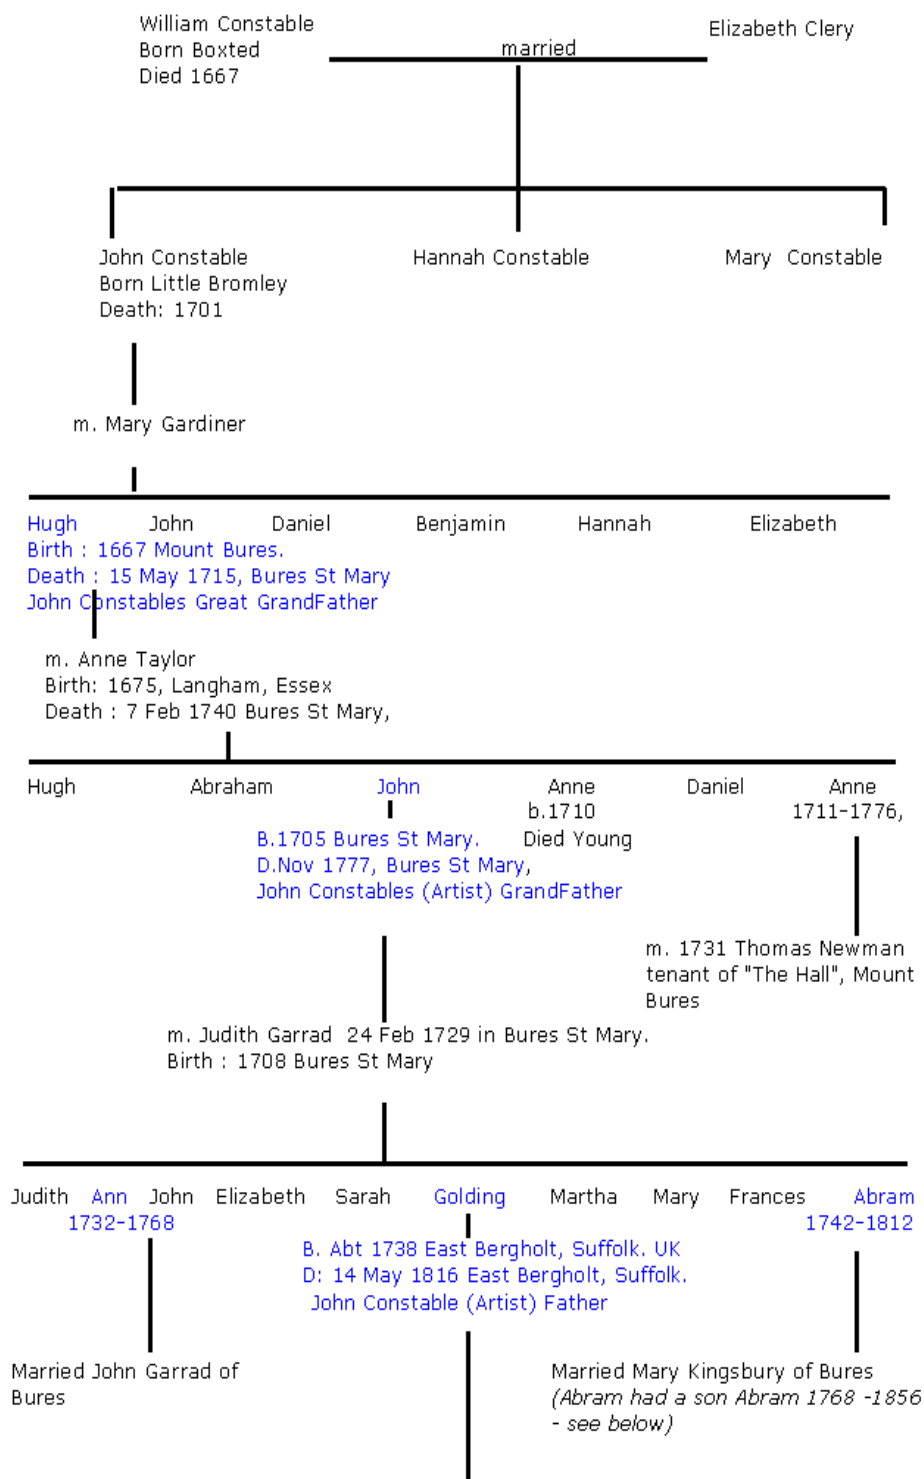 William Constable
Born Boxted
Died 1667
married
Elizabeth Clery
John Constable
Born Little Bromley
Death: 1701
Hannah Constable
Mary Constable
m. Mary Gardiner
Hugh John Daniel Benjamin Hannah Elizabeth
Birth : 1667 Mount Bures.
Death : 15 May 1715, Bures St Mary
John Constables Great GrandFather
m. Anne Taylor
Birth: 1675, Langham, Essex
Death : 7 Feb 1740 Bures St Mary,
Hugh Abraham John Anne Daniel Anne
b.1710
Died Young
1711-1776,
B.1705 Bures St Mary.
D.Nov 1777, Bures St Mary,
John Constables (Artist) GrandFather
m. 1731 Thomas Newman
tenant of "The Hall", Mount
Bures
m. Judith Garrad 24 Feb 1729 in Bures St Mary.
Birth : 1708 Bures St Mary
Judith Ann John Elizabeth Sarah Golding Martha Mary Frances Abram
1732-1768
1742-1812
B. Abt 1738 East Bergholt, Suffolk. UK
D: 14 May 1816 East Bergholt, Suffolk.
John Constable (Artist) Father
Married John Garrad of
Bures
Married Mary Kingsbury of Bures
(Abram had a son Abram 1768 -1856
- see below)